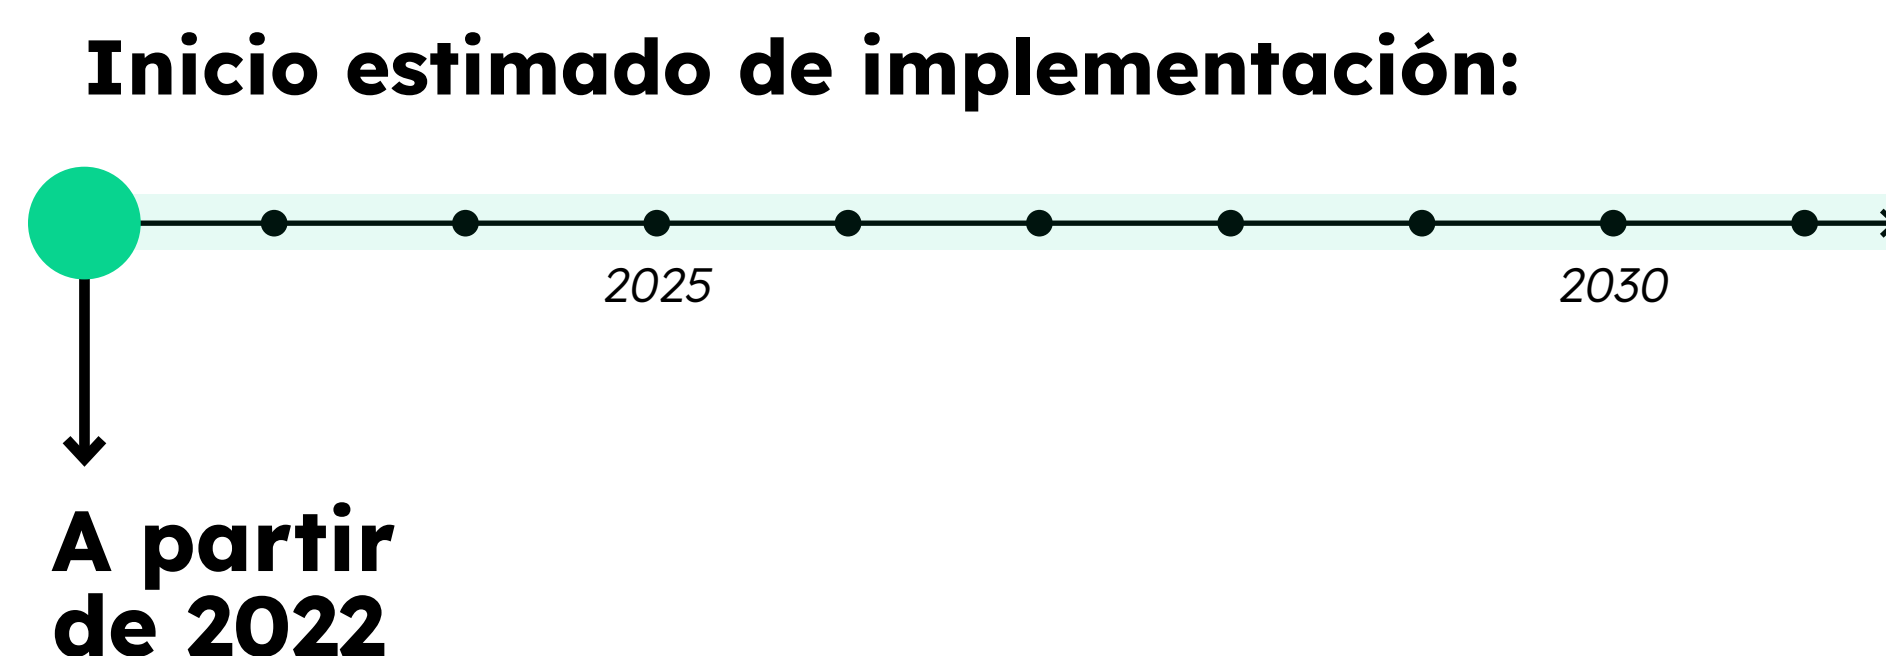 Inicio estimado de implementación:
2025
2030
A partir
de 2022